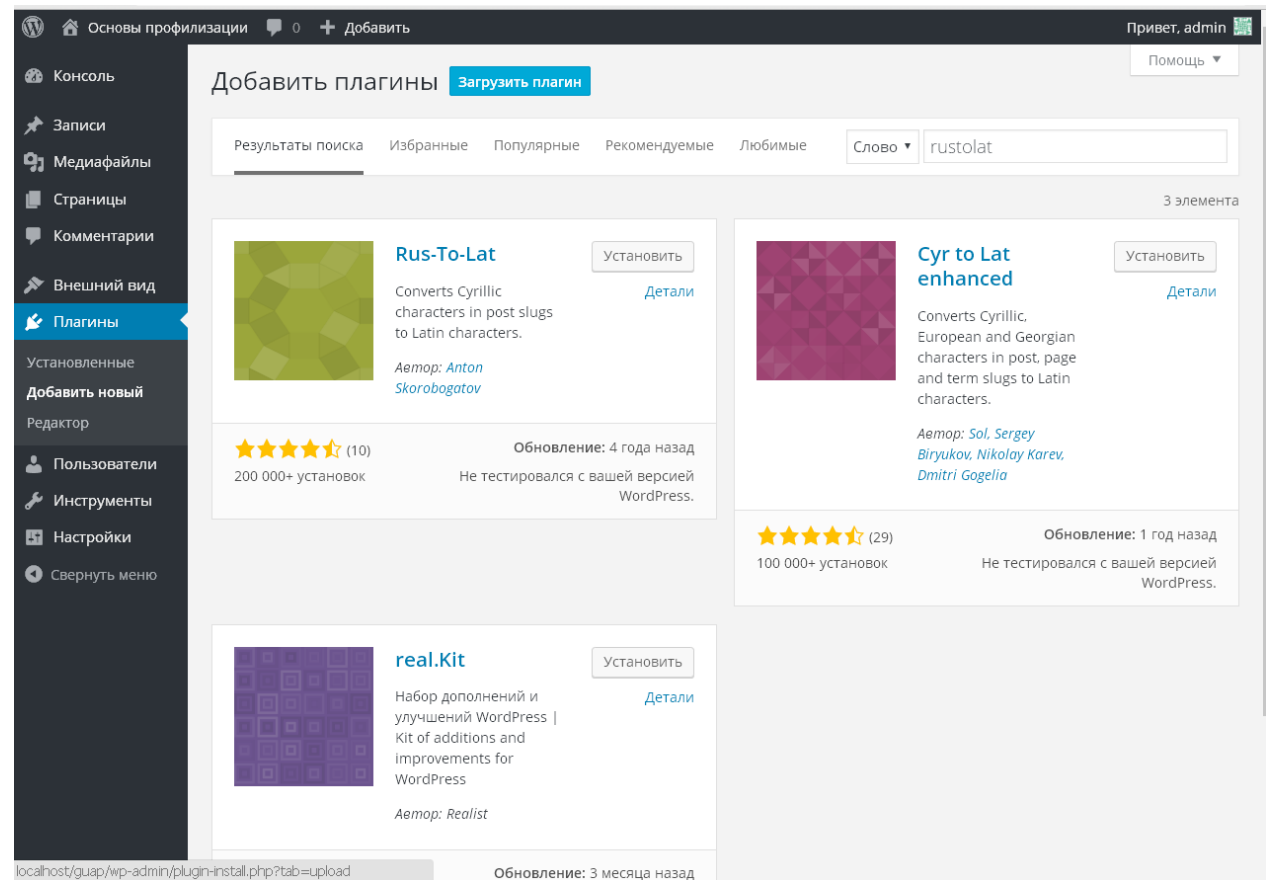 Основы профилизации 0 Добавить Привет, admin
Помощь ▼
Консоль
Записи
Медиафайлы
Страницы
Комментарии
Внешний вид
Плагины
Установленные
Добавить новый
Редактор
Пользователи
Инструменты
Настройки
Свернуть меню
Добавить плагины Загрузить плагин
Результаты поиска Избранные Популярные Рекомендуемые Любимые Слово ▼ rustolat
3 элемента
Rus-To-Lat
Установить
Детали
Converts Cyrillic
characters in post slugs
to Latin characters.
Автор: Anton
Skorobogatov
(10)
200 000+ установок
Обновление: 4 года назад
Не тестировался с вашей версией
WordPress.
Cyr to Lat
enhanced
Установить
Детали
Converts Cyrillic,
European and Georgian
characters in post, page
and term slugs to Latin
characters.
Автор: Sol, Sergey
Biryukov, Nikolay Karev,
Dmitri Gogelia
(29)
100 000+ установок
Обновление: 1 год назад
Не тестировался с вашей версией
WordPress.
real.Kit
Установить
Детали
Набор дополнений и
улучшений WordPress |
Kit of additions and
improvements for
WordPress
Автор: Realist
Обновление: 3 месяца назад
localhost/guap/wp-admin/plugin-install.php?tab=upload